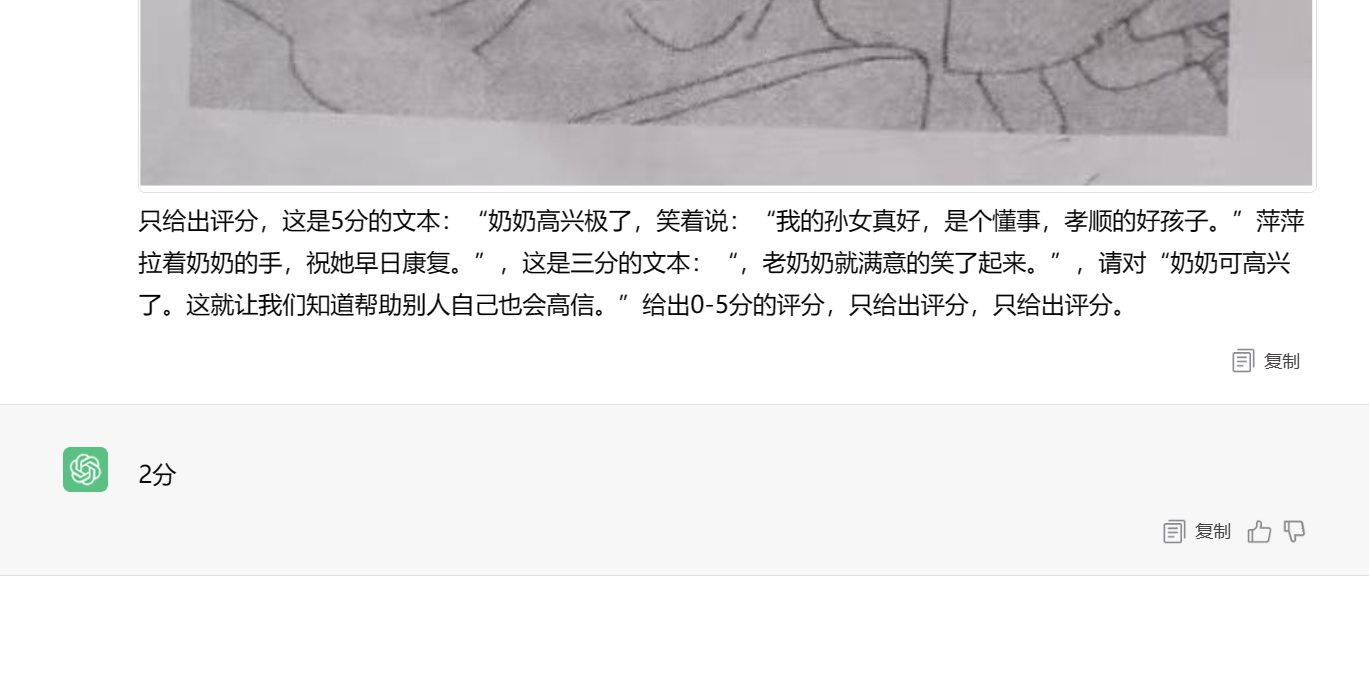 只给出评分，这是5分的文本：“奶奶高兴极了，笑着说：“我的孙女真好，是个懂事，孝顺的好孩子。”萍萍
拉着奶奶的手，祝她早日康复。”，这是三分的文本：“，老奶奶就满意的笑了起来。”，请对“奶奶可高兴
了。这就让我们知道帮助别人自己也会高信。”给出0-5分的评分，只给出评分，只给出评分。
复制
2分
复制